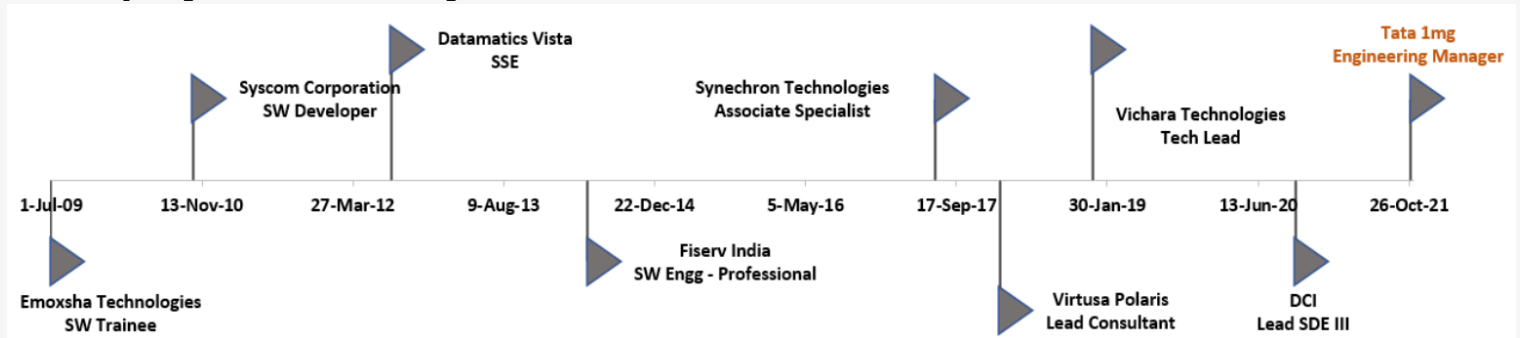 Datamatics Vista
SSE
Tata 1mg
Engineering Manager
Syscom Corporation
SW Developer
Synechron Technologies
Associate Specialist
Vichara Technologies
Tech Lead
1-Jul-09 13-Nov-10 27-Mar-12 9-Aug-13 22-Dec-14 5-May-16 17-Sep-17 30-Jan-19 13-Jun-20 26-Oct-21
Fiserv India
SW Engg - Professional
Emoxsha Technologies
SW Trainee
Virtusa Polaris
Lead Consultant
DCI
Lead SDE III